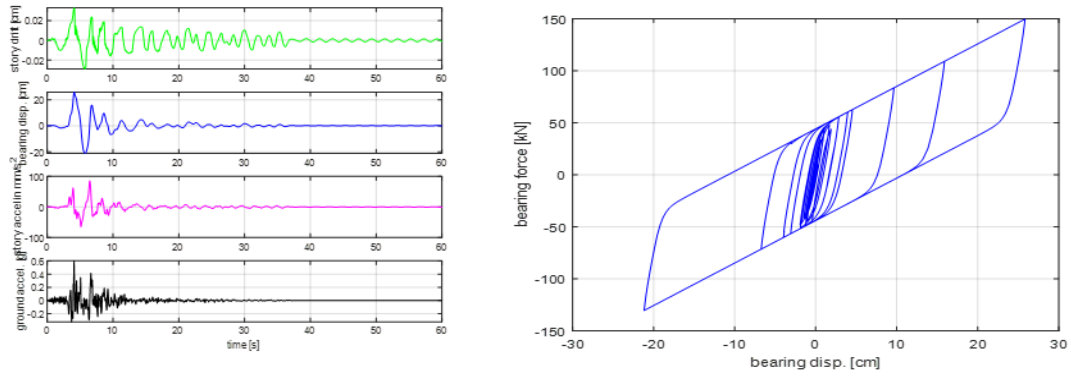 story drift [cm]
0.02
0
-0.02
0 10 20 30 40 50 60
bearing disp. [cm]
20
0
-20
0 10 20 30 40 50 60
story accel in mm/s2
100
0
-100
0 10 20 30 40 50 60
ground accel.
0.6
0.4
0.2
0
-0.2
0 10 20 30 40 50 60
time [s]
bearing force [kN]
150
100
50
0
-50
-100
-150
-30 -20 -10 0 10 20 30
bearing disp. [cm]